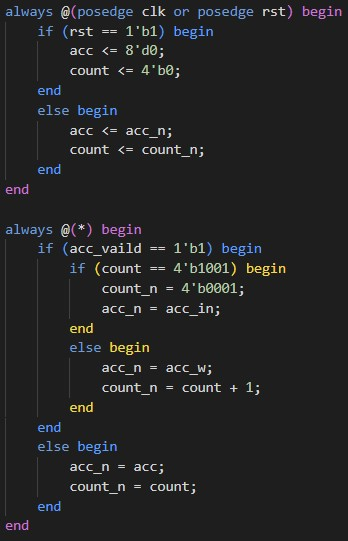 always @(posedge clk or posedge rst) begin
    if (rst == 1'b1) begin
        acc <= 8'd0;
        count <= 4'b0;
    end
    else begin
        acc <= acc_n;
        count <= count_n;
    end
end

always @(*) begin
    if (acc_vaild == 1'b1) begin
        if (count == 4'b1001) begin
            count_n = 4'b0001;
            acc_n = acc_in;
        end
        else begin
            acc_n = acc_w;
            count_n = count + 1;
        end
    end
    else begin
        acc_n = acc;
        count_n = count;
    end
end